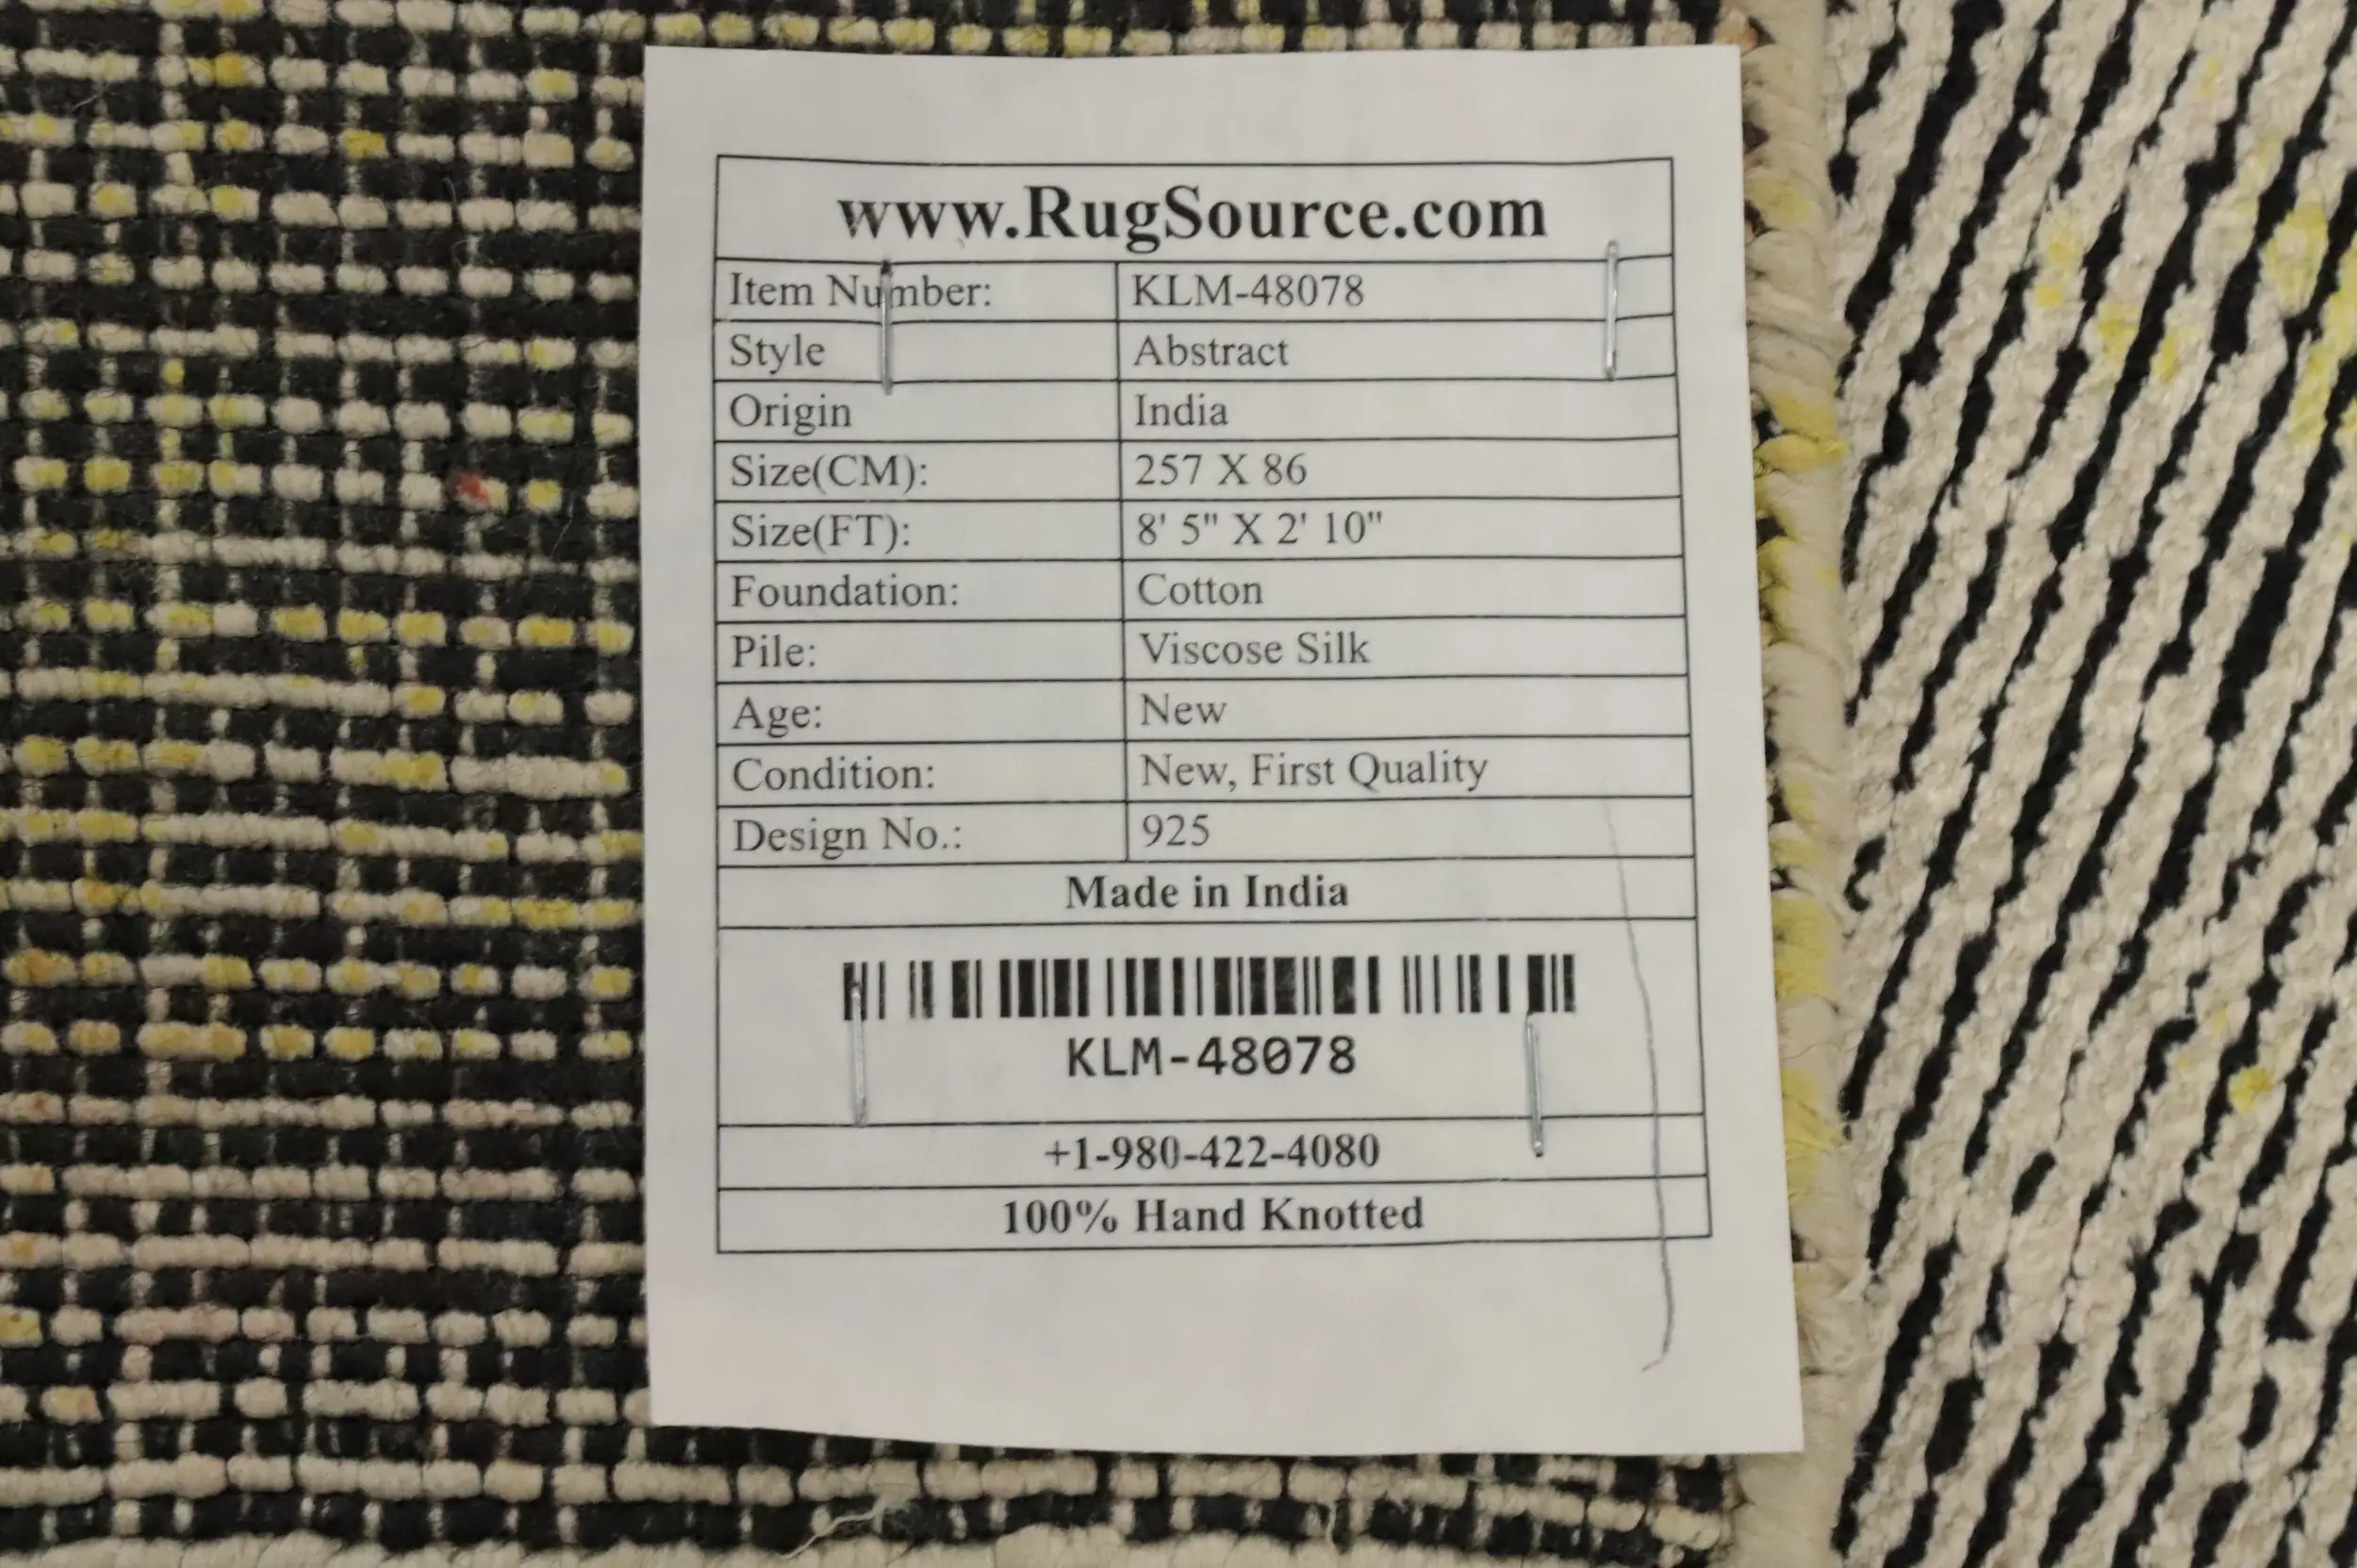 www.RugSource.com
Item Number: KLM-48078
Style Abstract
Origin India
Size(CM): 257 X 86
Size(FT): 8' 5" X 2' 10"
Foundation: Cotton
Pile: Viscose Silk
Age: New
Condition: New, First Quality
Design No.: 925
Made in India
KLM-48078
+1-980-422-4080
100% Hand Knotted